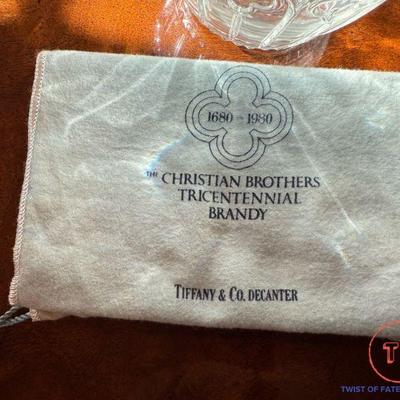 1680 - 1980
THE CHRISTIAN BROTHERS
TRICENTENNIAL
BRANDY
TIFFANY & CO. DECANTER
T
TWIST OF FATE